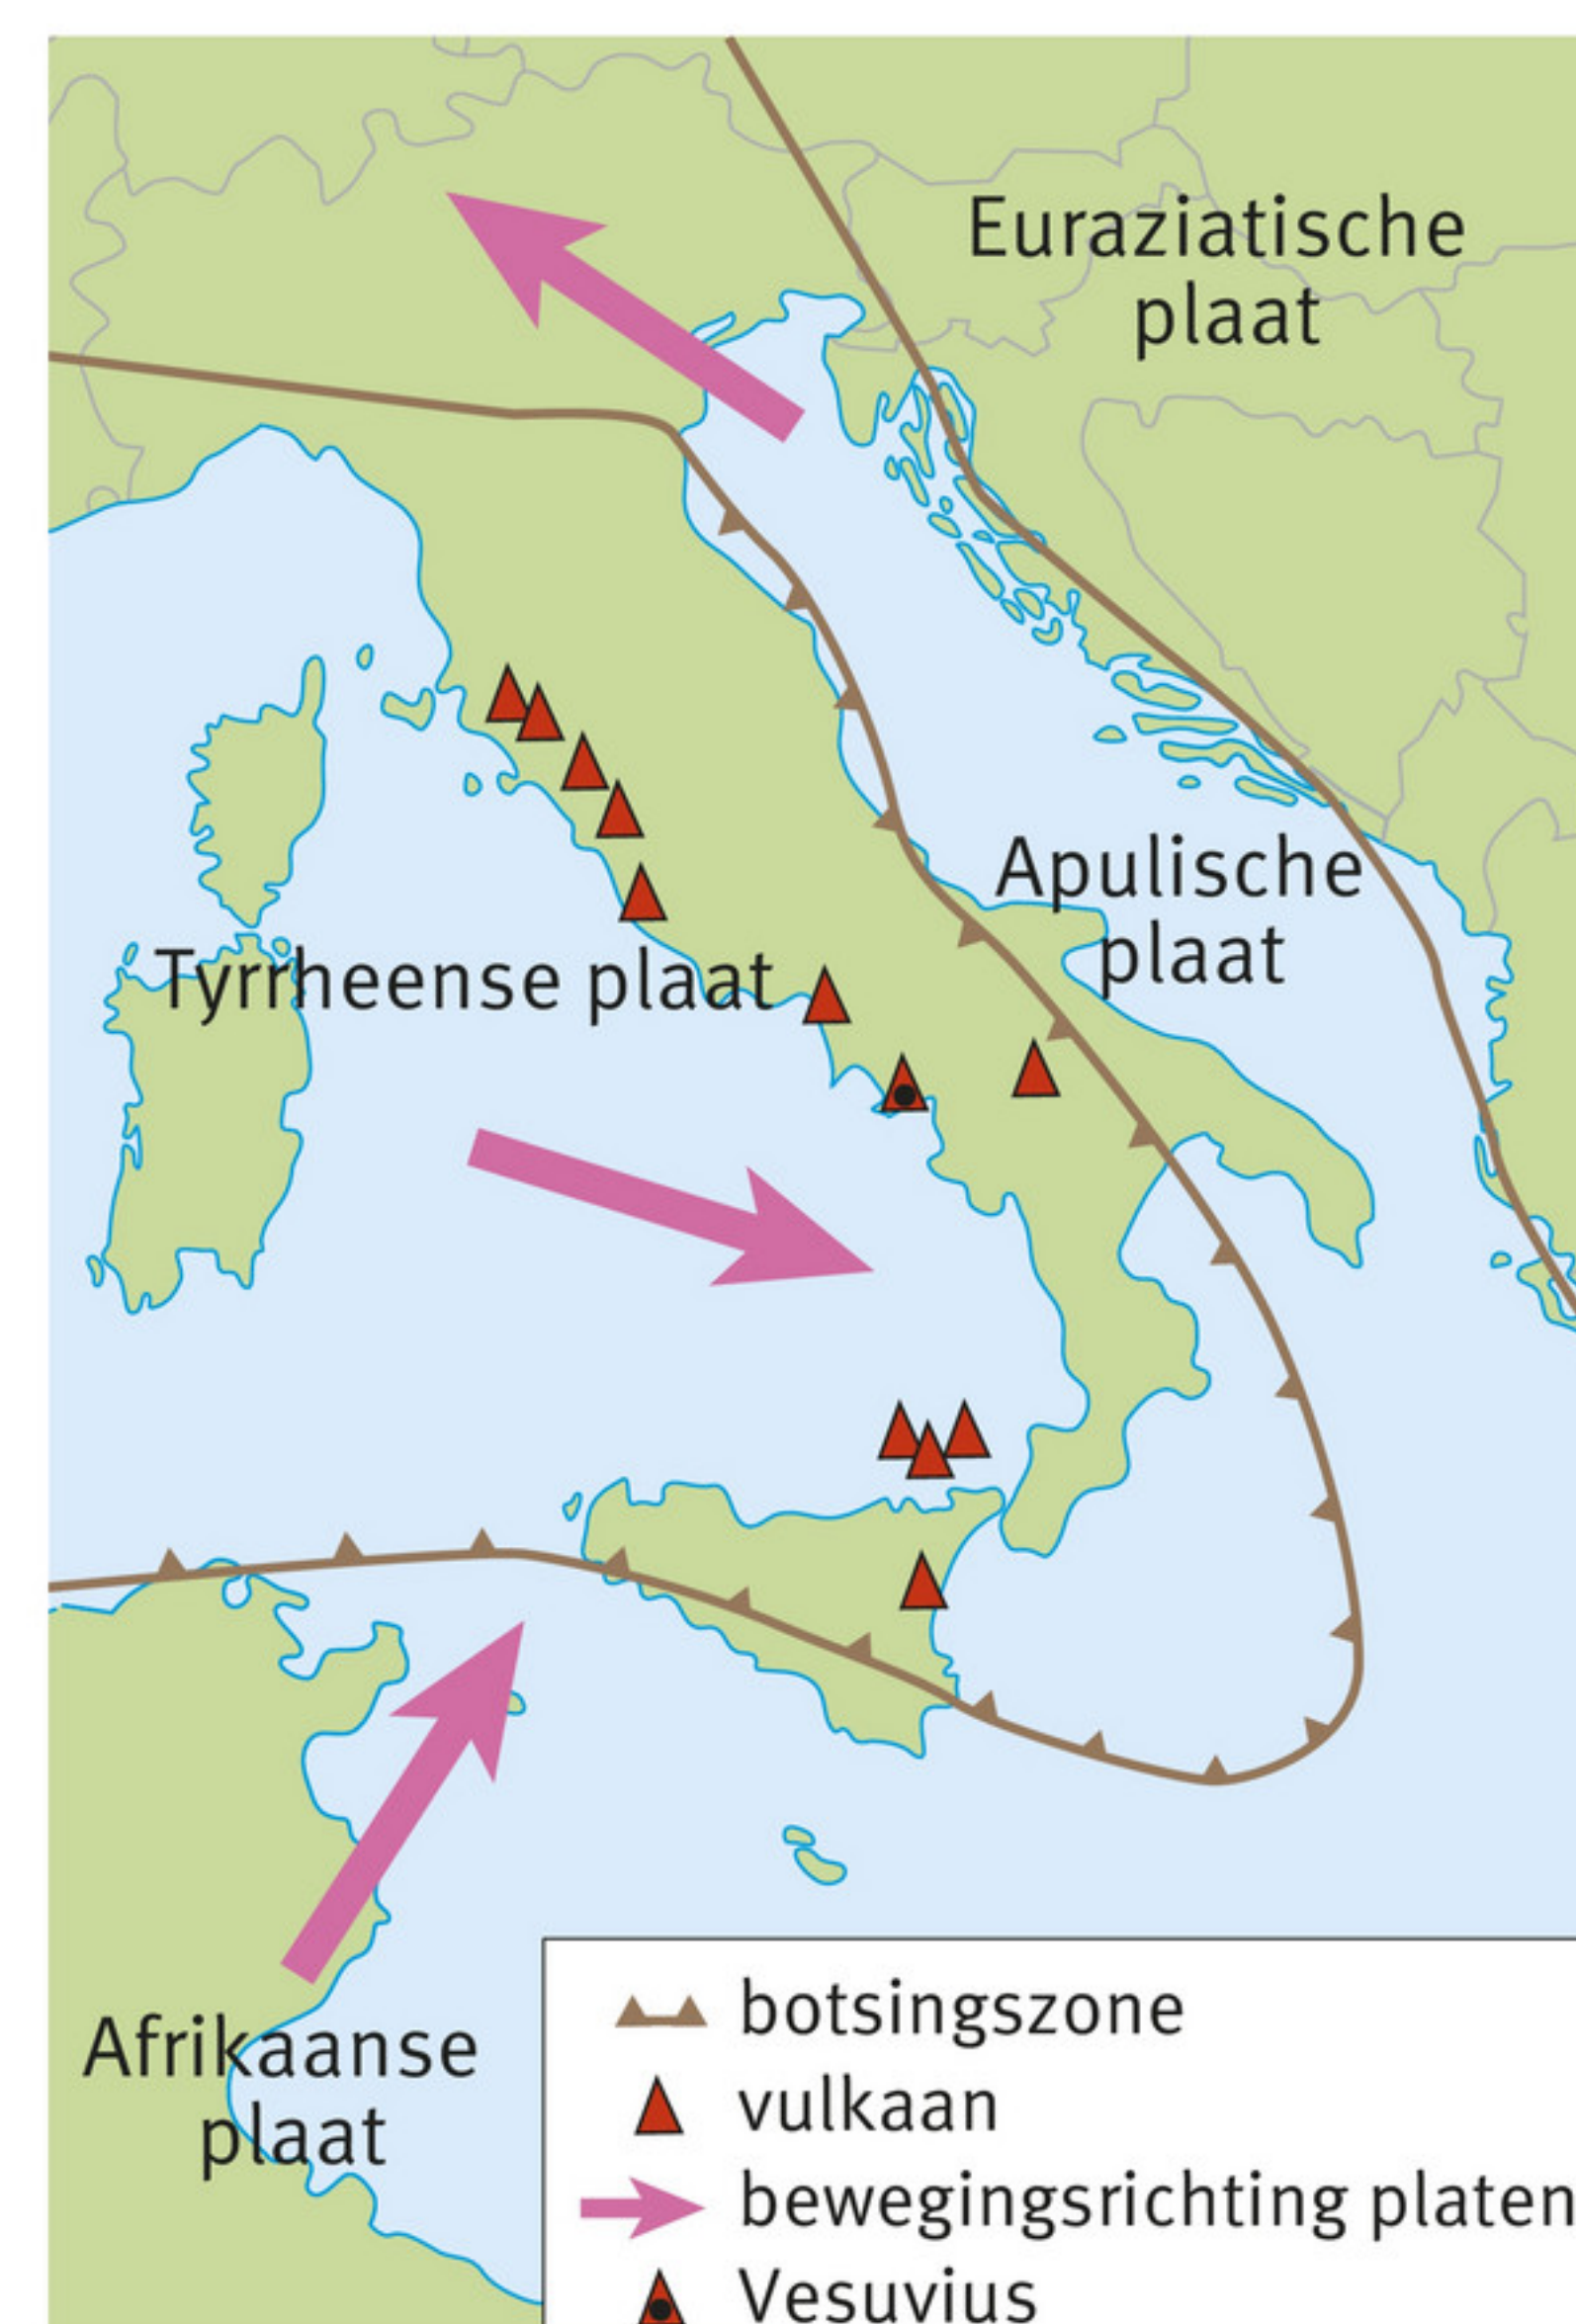 Euraziatische
plaat
Apulische
plaat
Tyrrheense plaat
Afrikaanse
plaat
botsingszone
vulkaan
bewegingsrichting platen
Vesuvius